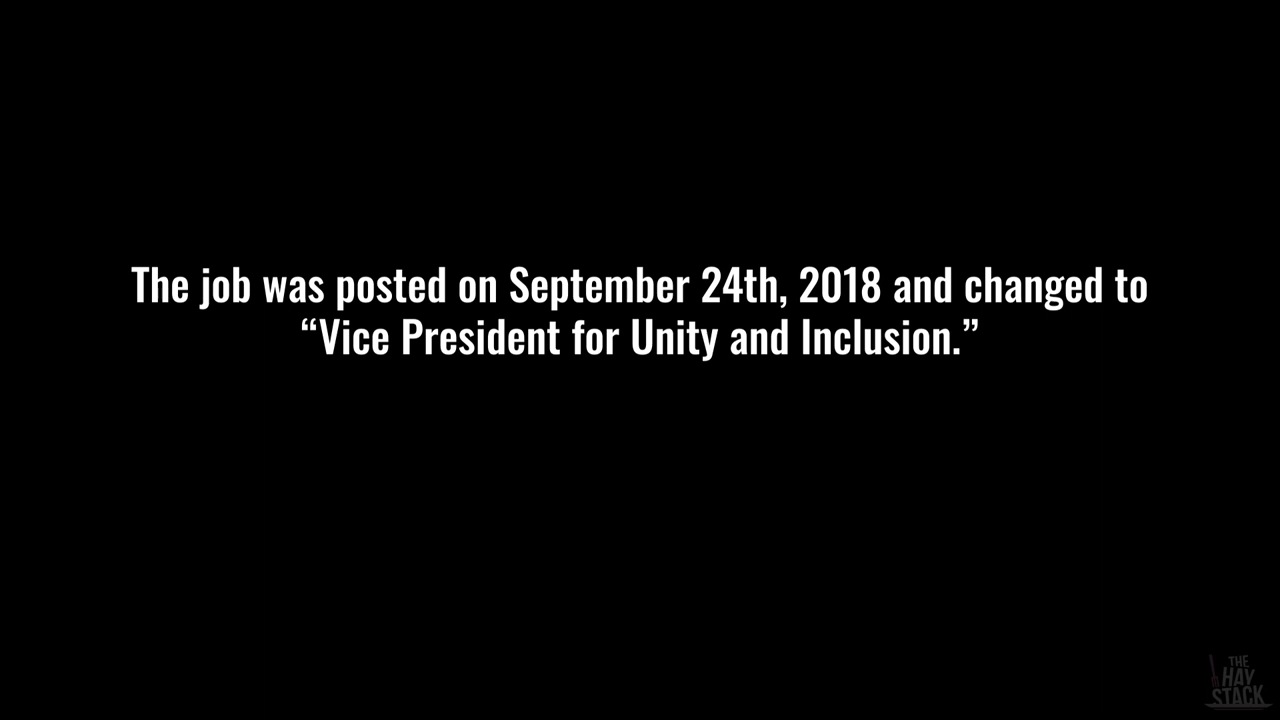 The job was posted on September 24th, 2018 and changed to
“Vice President for Unity and Inclusion.”
THE
HAY
STACK